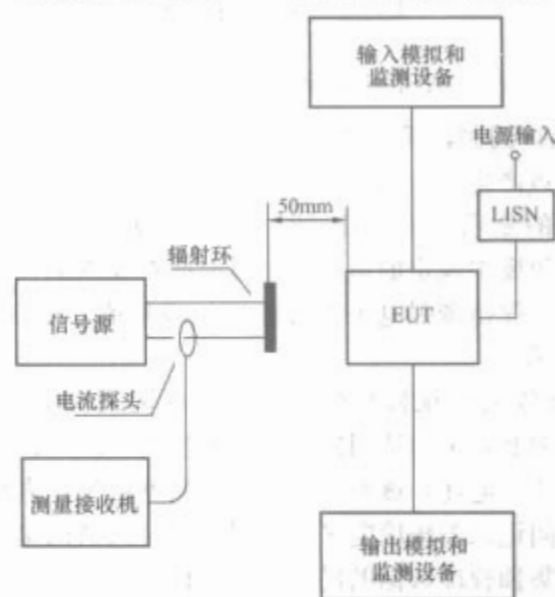 输入模拟和
监测设备
电源输入
50mm
LISN
辐射环
信号源
EUT
电流探头
测量接收机
输出模拟和
监测设备